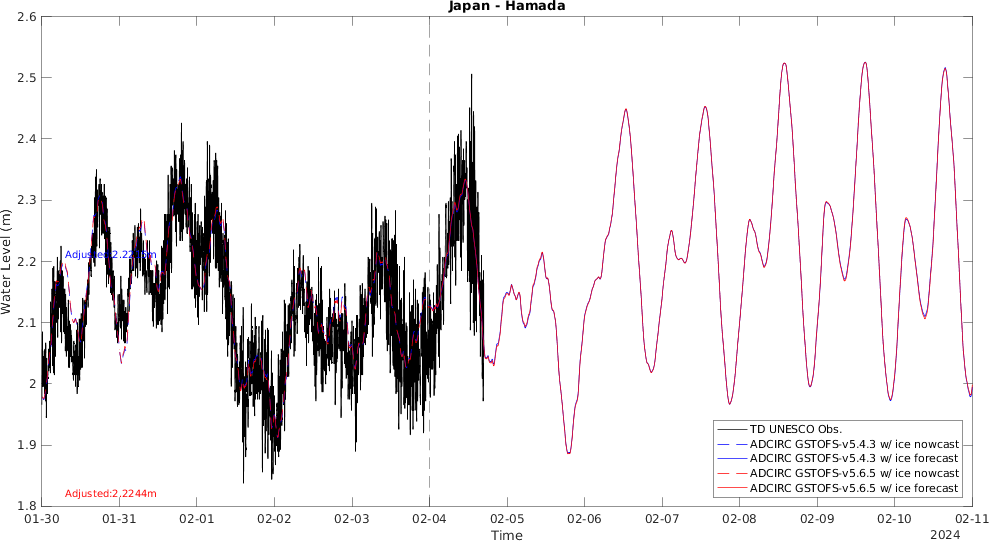 Japan - Hamada
2.6
2.5
2.4
2.3
2.2
2.1
2
1.9
1.8
Water Level (m)
Adjusted:2.2244m
TD UNESCO Obs.
ADCIRC GSTOFS-v5.4.3 w/ ice nowcast
ADCIRC GSTOFS-v5.4.3 w/ ice forecast
ADCIRC GSTOFS-v5.6.5 w/ ice nowcast
ADCIRC GSTOFS-v5.6.5 w/ ice forecast
01-30 01-31 02-01 02-02 02-03 02-04 02-05 02-06 02-07 02-08 02-09 02-10 02-11
Time
2024